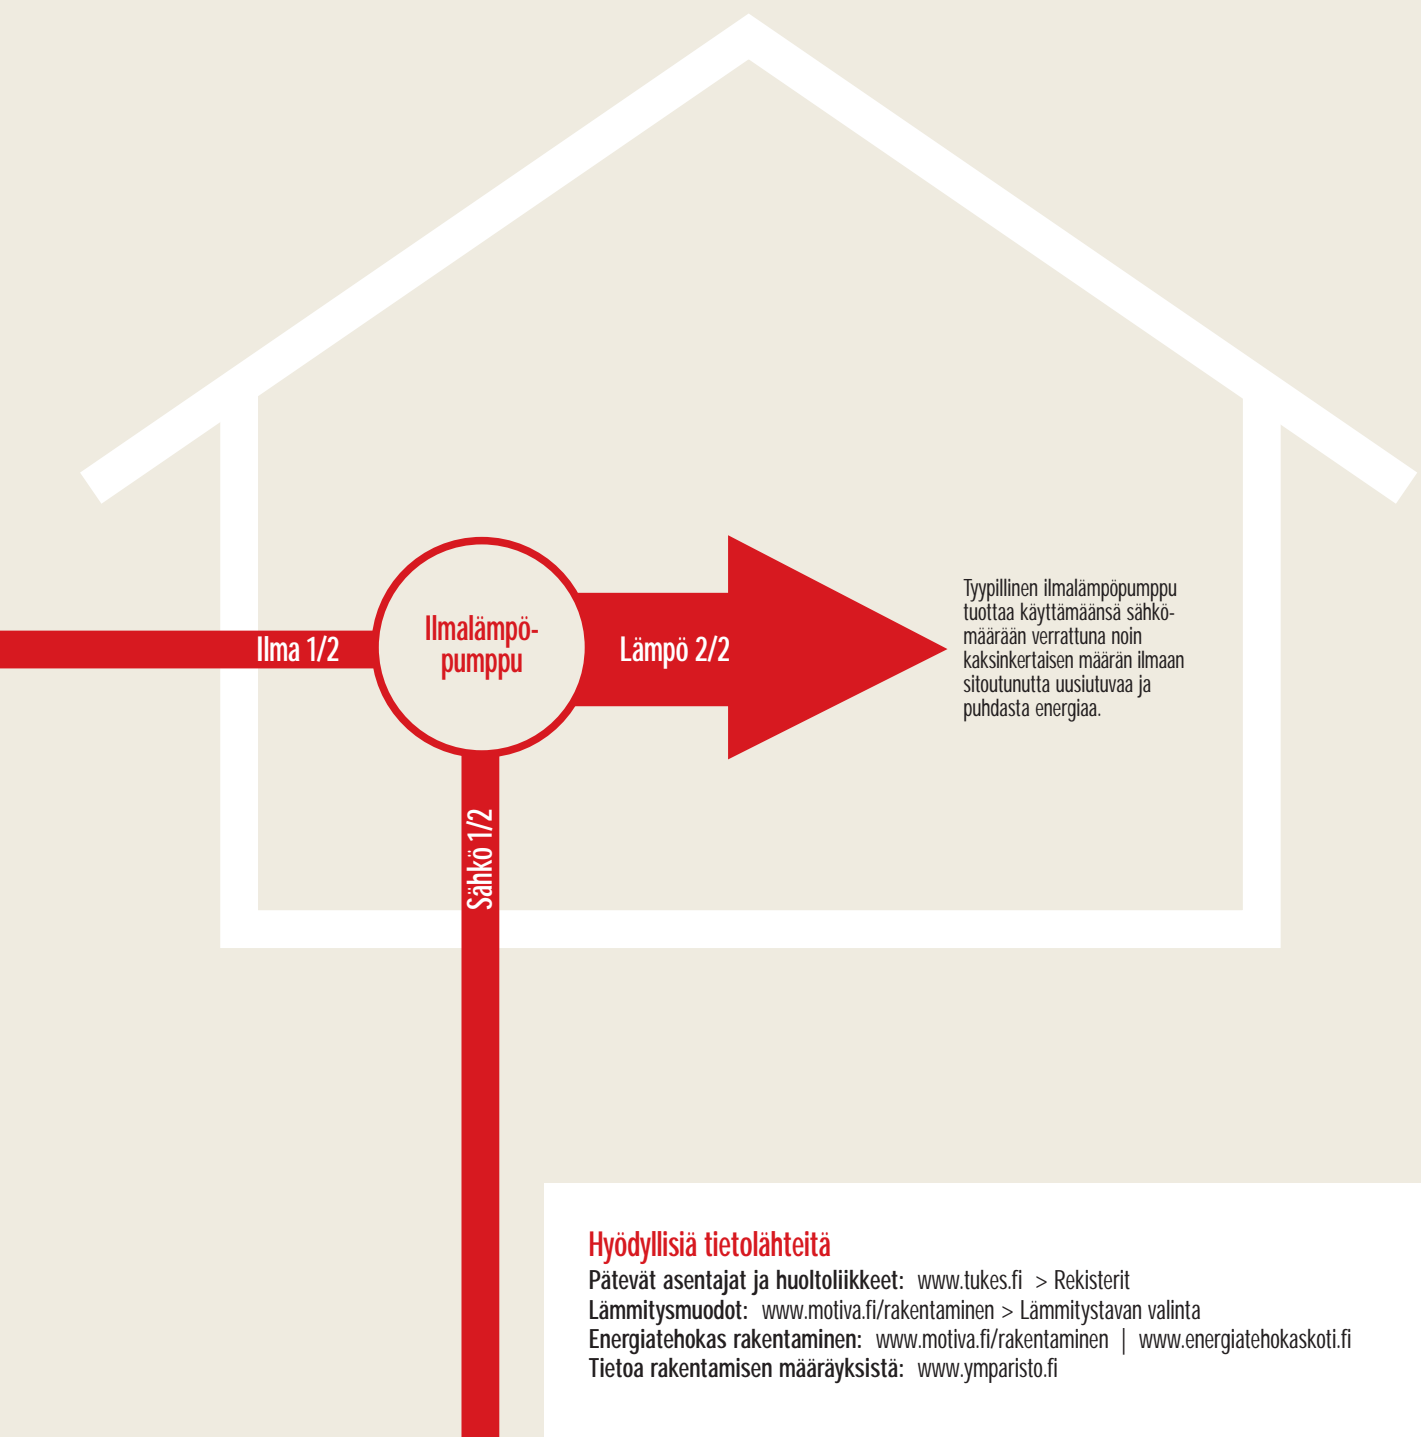 Ilma 1/2
Ilmalämpö-
pumppu
Lämpö 2/2
Sähkö 1/2
Tyypillinen ilmalämpöpumppu
tuottaa käyttämäänsä sähkö-
määrään verrattuna noin
kaksinkertaisen määrän ilmaan
sitoutunutta uusiutuvaa ja
puhdasta energiaa.
Hyödyllisiä tietolähteitä
Pätevät asentajat ja huoltoliikkeet: www.tukes.fi > Rekisterit
Lämmitysmuodot: www.motiva.fi/rakentaminen > Lämmitystavan valinta
Energiatehokas rakentaminen: www.motiva.fi/rakentaminen | www.energiatehokaskoti.fi
Tietoa rakentamisen määräyksistä: www.ymparisto.fi